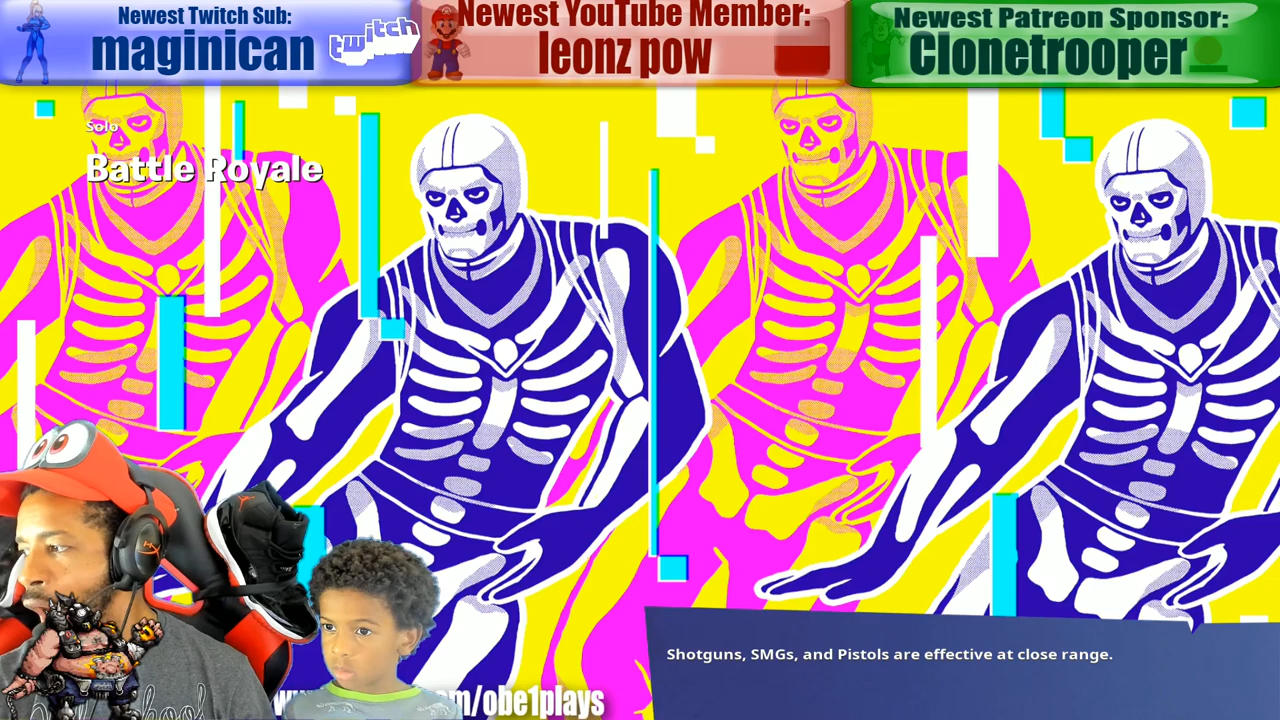 Newest Twitch Sub:
maginican
twitch
Newest YouTube Member:
leonz pow
Newest Patreon Sponsor:
Clonetrooper
Solo
Battle Royale
Shotguns, SMGs, and Pistols are effective at close range.
m/obe1plays